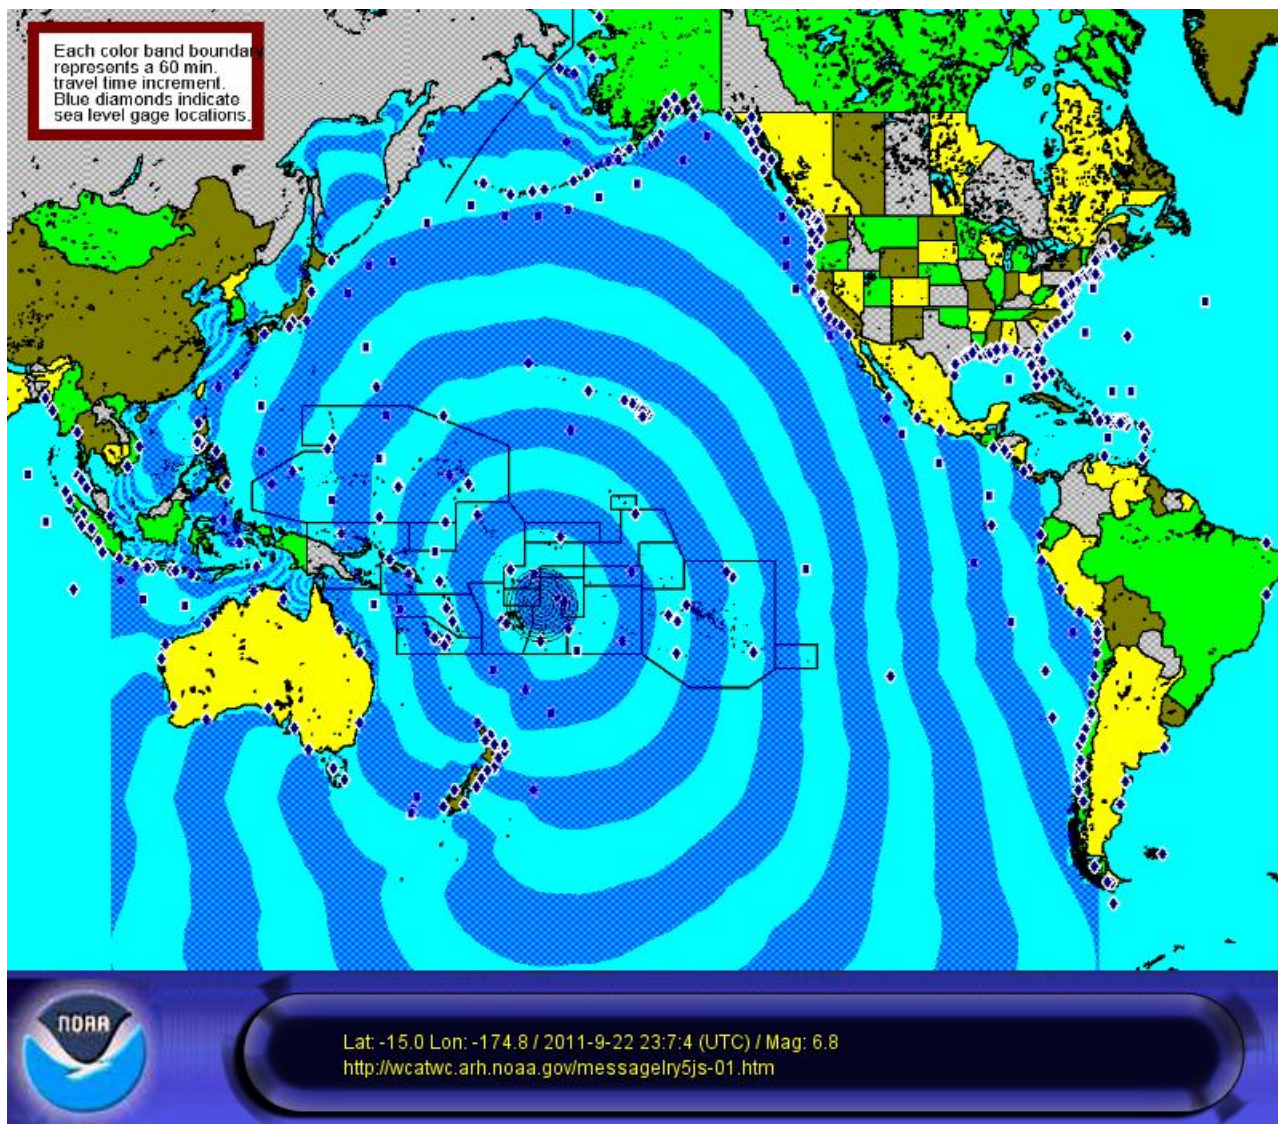 Each color band boundary
represents a 60 min.
travel time increment.
Blue diamonds indicate
sea level gage locations.
NOAA
Lat: -15.0 Lon: -174.8 / 2011-9-22 23:7:4 (UTC) / Mag: 6.8
http://wcatwc.arh.noaa.gov/messagelry5js-01.htm